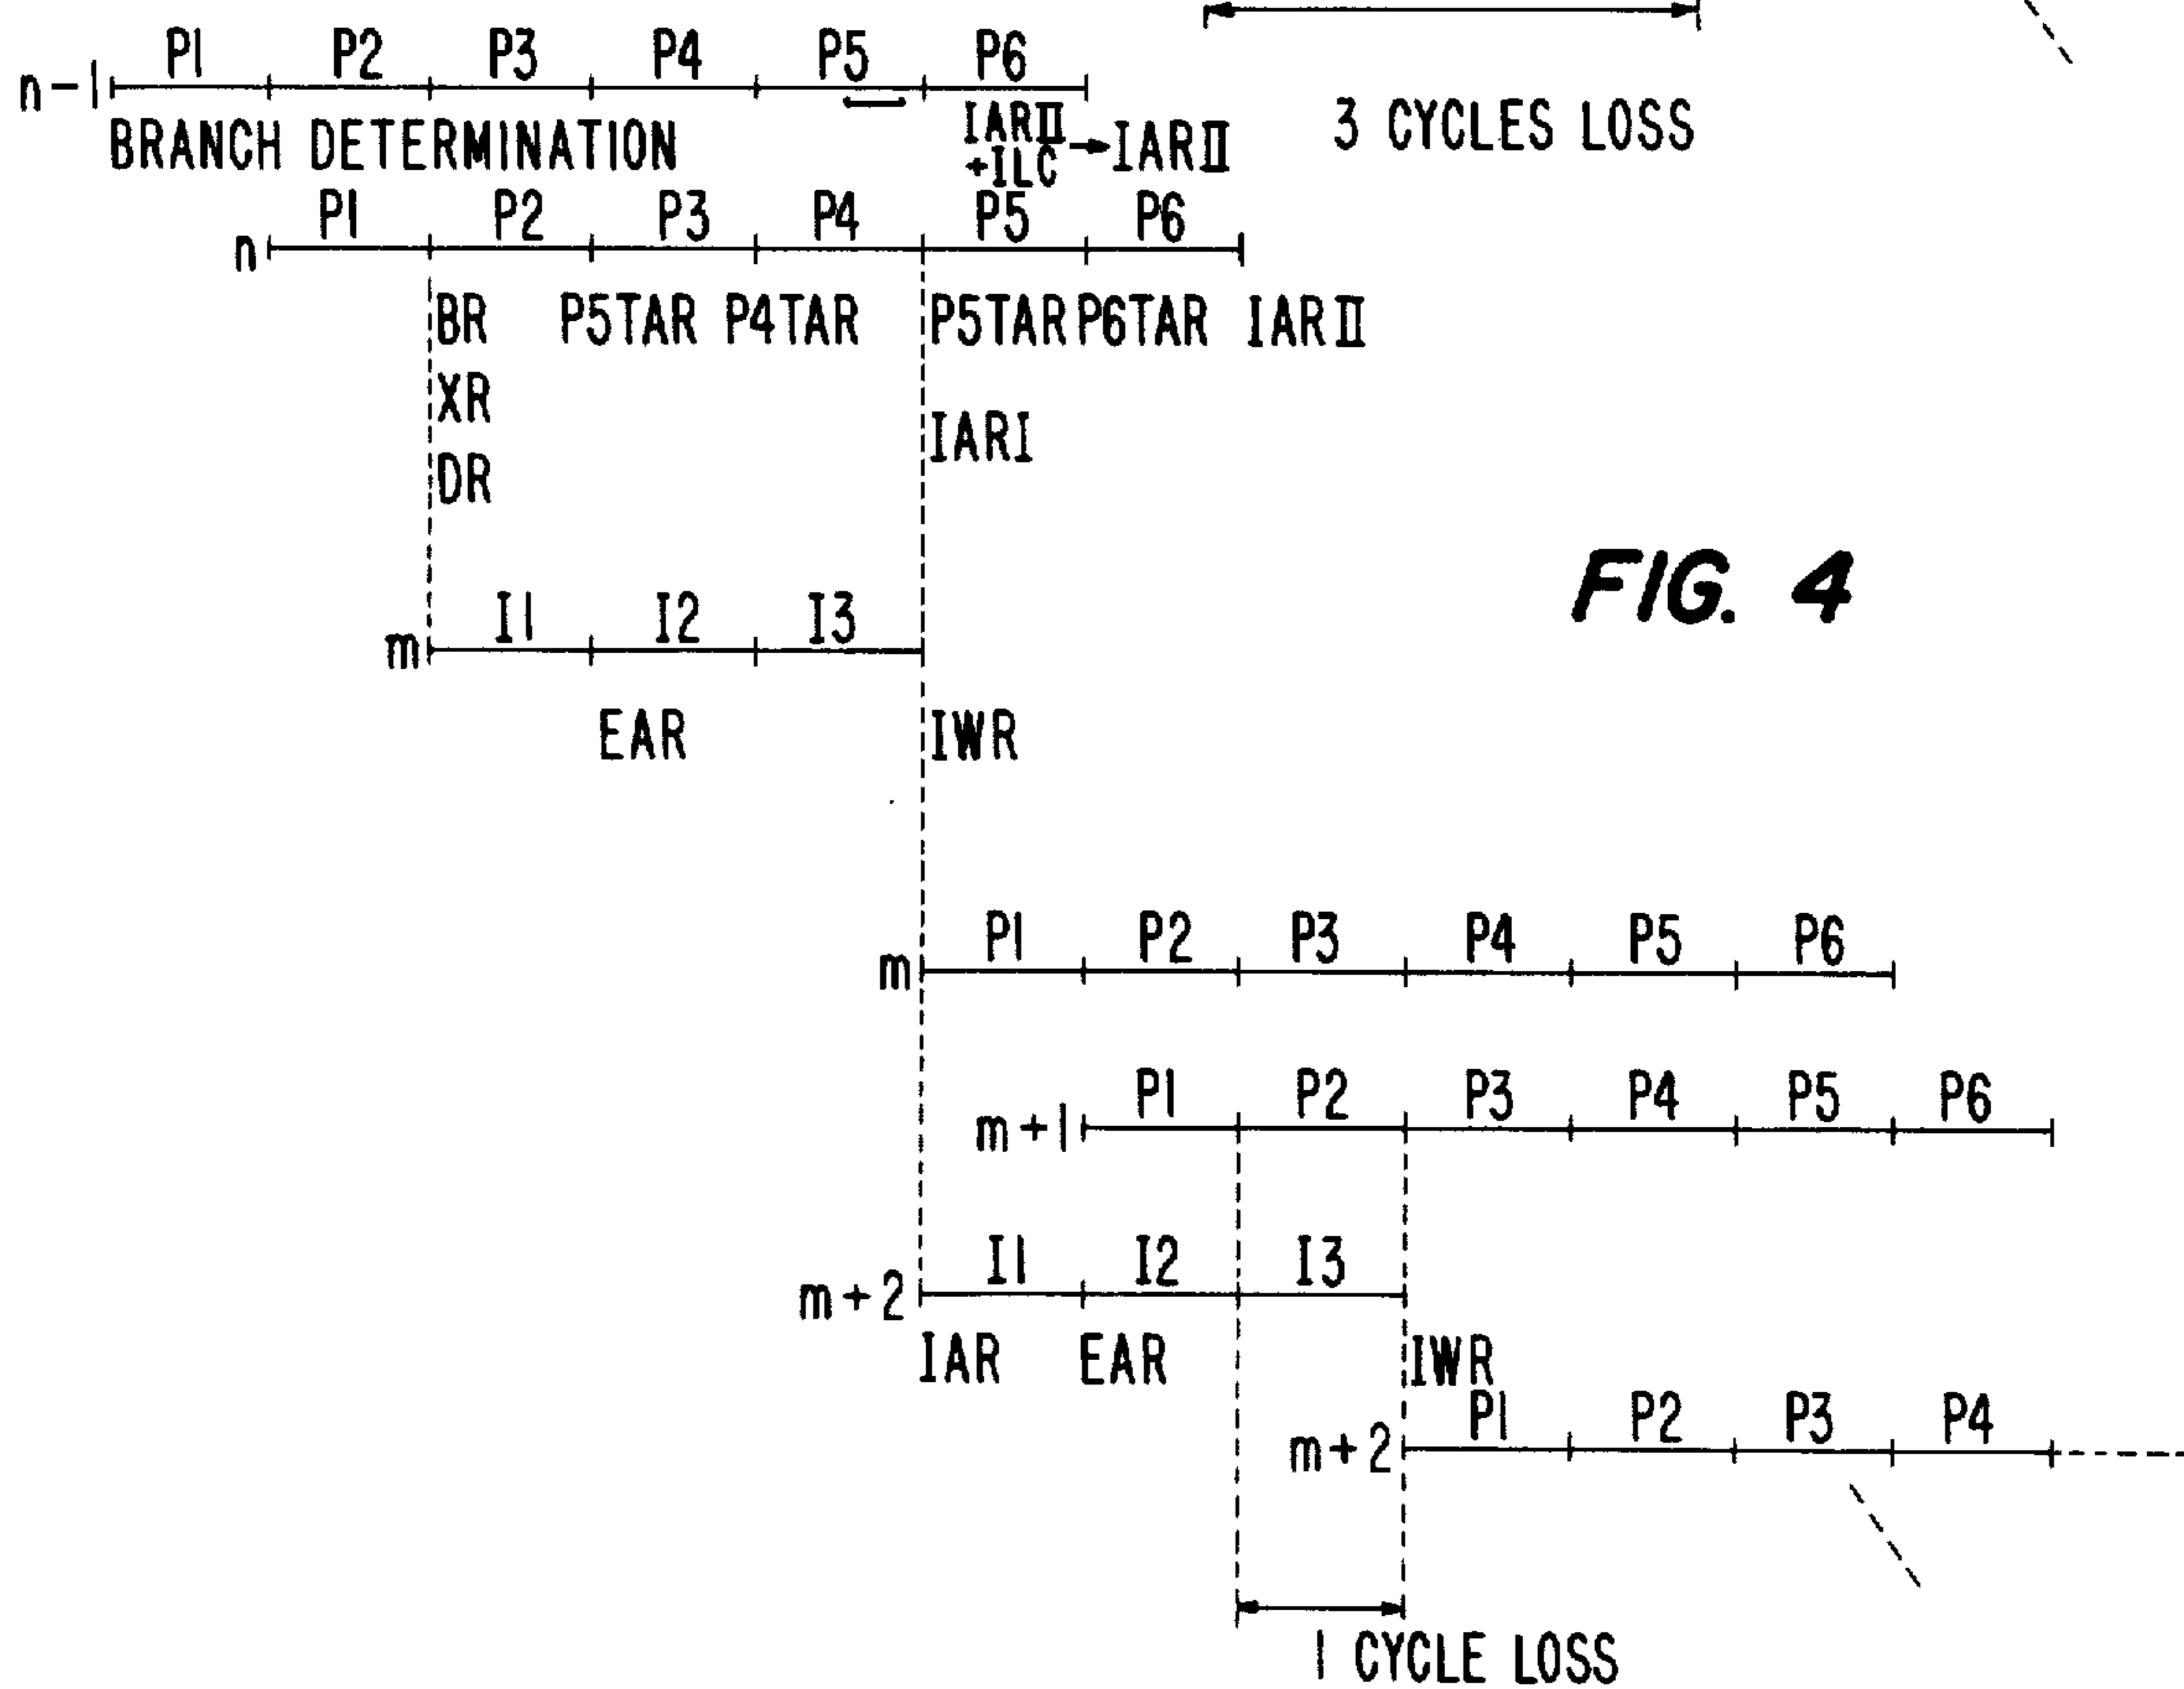 P1 P2 P3 P4 P5 P6
n-1
3 CYCLES LOSS
BRANCH DETERMINATION
IARII
+ILC → IARII
P1 P2 P3 P4 P5 P6
n
BR P5TAR P4TAR P5TAR P6TAR IARII
XR
IARI
DR
FIG. 4
I1 I2 I3
m
EAR IWR
P1 P2 P3 P4 P5 P6
m
P1 P2 P3 P4 P5 P6
m+1
I1 I2 I3
m+2
IAR EAR IWR
P1 P2 P3 P4
m+2
1 CYCLE LOSS